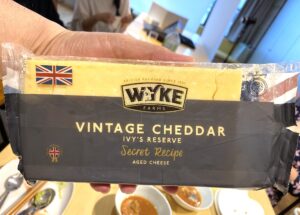 WYKE
FARMS
VINTAGE CHEDDAR
IVY'S RESERVE
Secret Recipe
AGED CHEESE